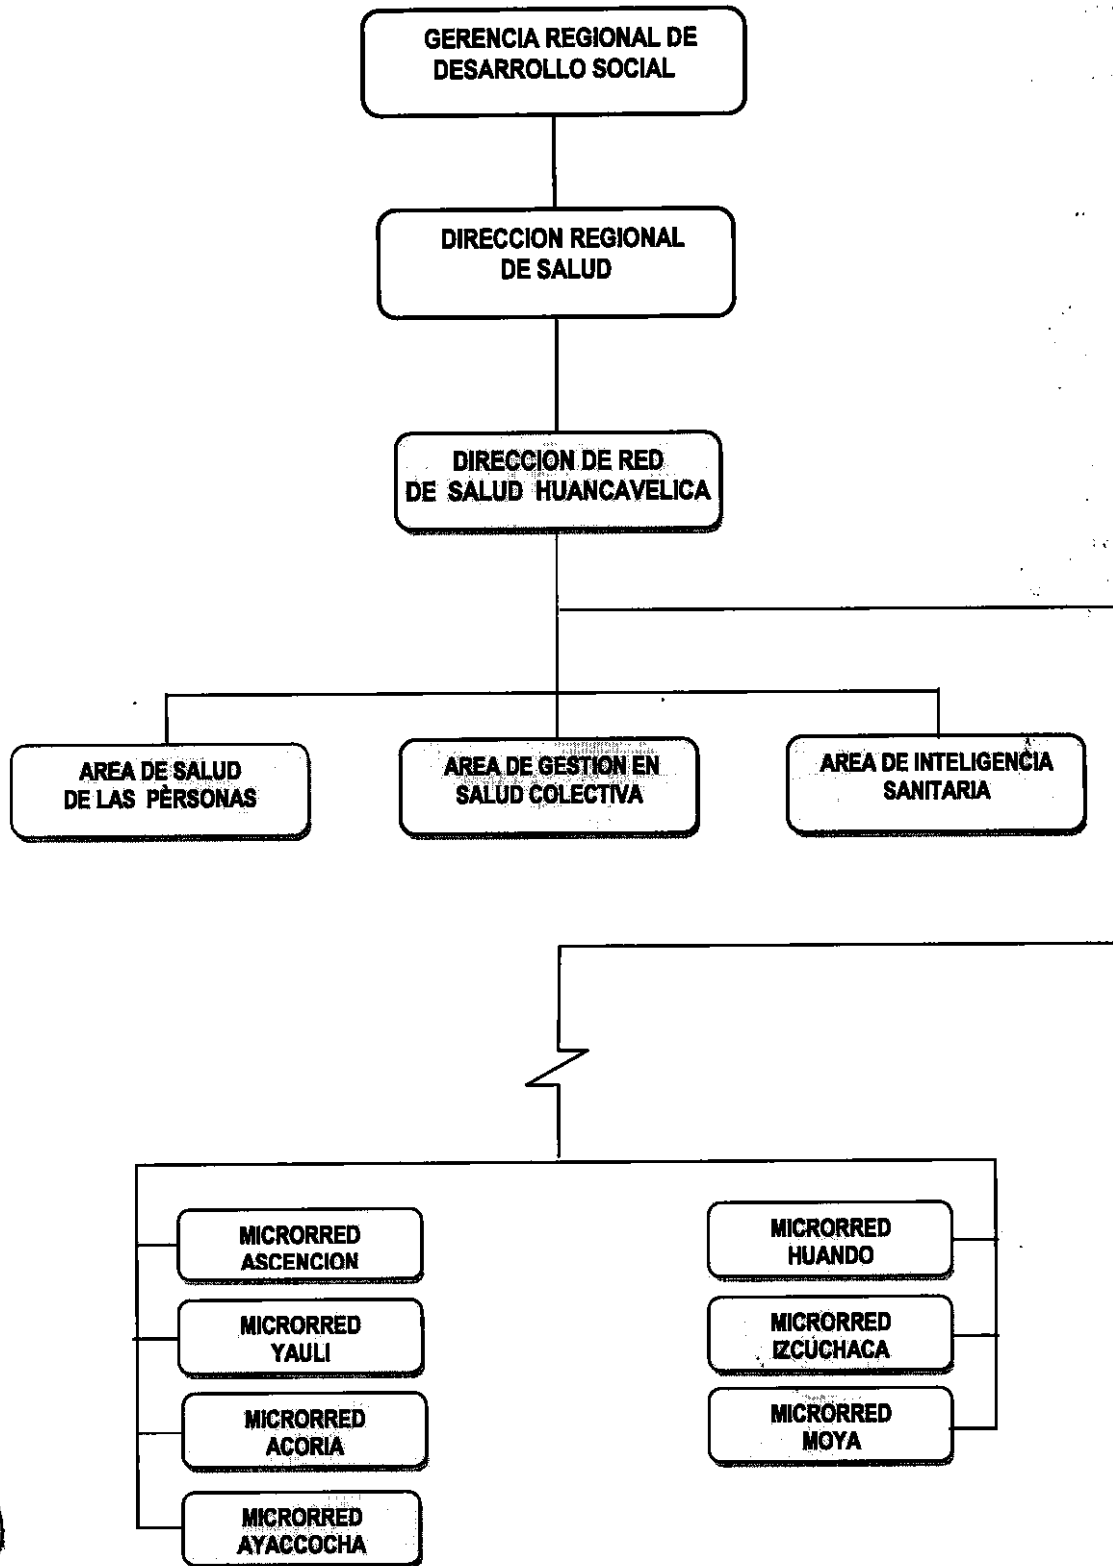 GERENCIA REGIONAL DE
DESARROLLO SOCIAL
DIRECCION REGIONAL
DE SALUD
DIRECCION DE RED
DE SALUD HUANCAVELICA
AREA DE SALUD
DE LAS PERSONAS
AREA DE GESTION EN
SALUD COLECTIVA
AREA DE INTELIGENCIA
SANITARIA
MICRORRED
ASCENCION
MICRORRED
YAULI
MICRORRED
ACORIA
MICRORRED
AYACCOCHA
MICRORRED
HUANDO
MICRORRED
IZCUCHACA
MICRORRED
MOYA